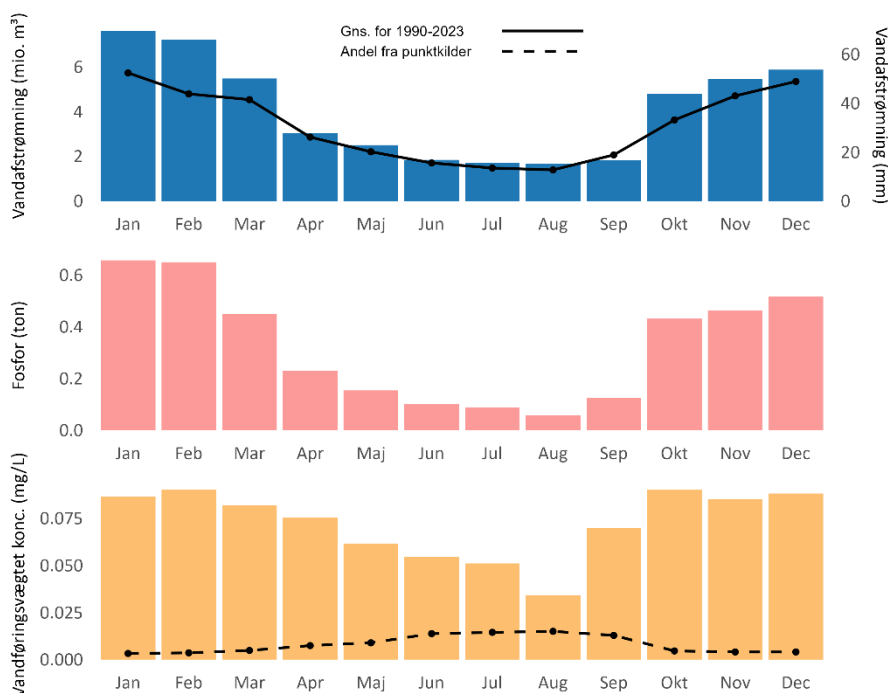 Gns. for 1990-2023
Andel fra punktkilder
Vandafstrømning (mio. m³)
6
4
2
0
Vandafstrømning (mm)
60
40
20
0
Jan Feb Mar Apr Maj Jun Jul Aug Sep Okt Nov Dec
Fosfor (ton)
0.6
0.4
0.2
0.0
Jan Feb Mar Apr Maj Jun Jul Aug Sep Okt Nov Dec
Vandføringsvægtet konc. (mg/L)
0.075
0.050
0.025
0.000
Jan Feb Mar Apr Maj Jun Jul Aug Sep Okt Nov Dec